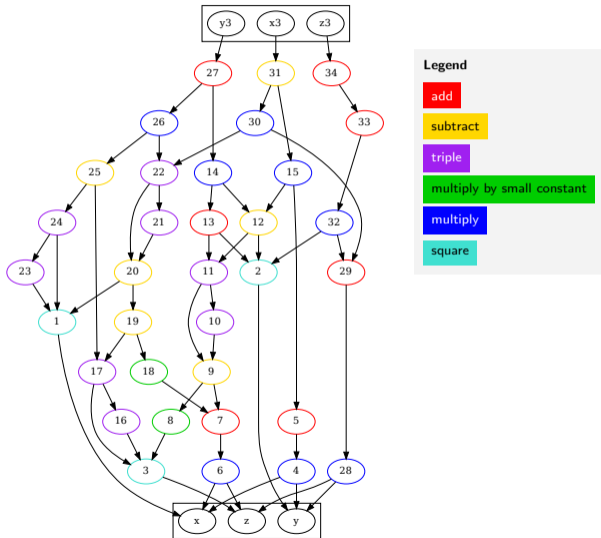 y3 x3 z3
27 31 34
26 30 33
25 22 14 15
24 21 13 12 32
23 20 11 2 29
1 19 10
17 18 9
16 8 7 5
3 6 4 28
x z y
Legend
add
subtract
triple
multiply by small constant
multiply
square